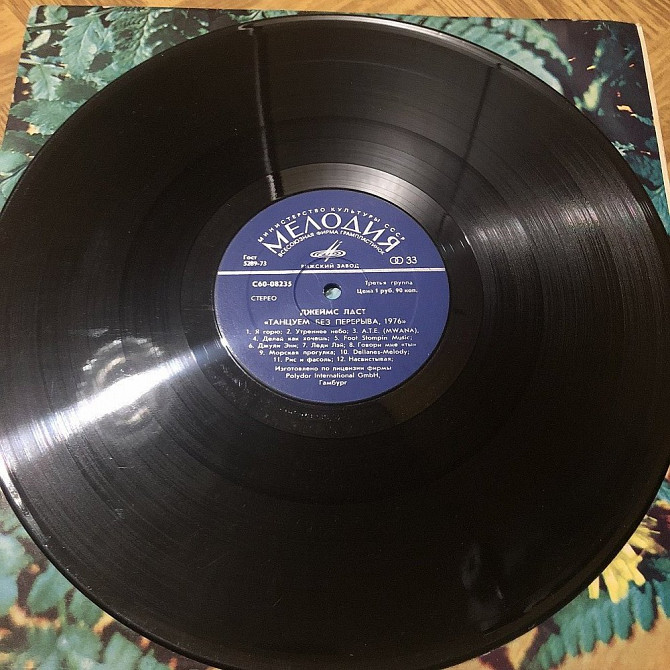 МИНИСТЕРСТВО КУЛЬТУРЫ СССР
МЕЛОДИЯ
ВСЕСОЮЗНАЯ ФИРМА ГРАМПЛАСТИНОК
Гост
5289-73
РИЖСКИЙ ЗАВОД
33
С60-08235
Третья группа
СТЕРЕО
Цена 1 руб. 90 коп.
ДЖЕЙМС ЛАСТ
«ТАНЦУЕМ БЕЗ ПЕРЕРЫВА, 1976»
1. Я горю; 2. Утреннее небо; 3. A.T.E. (MWANA),
4. Делай как хочешь; 5. Foot Stompin Music;
6. Джули Энн; 7. Леди Лэй; 8. Говори мне «ты»;
9. Морская прогулка; 10. Dellanes-Melody;
11. Рис и фасоль; 12. Насвистывая;
Изготовлено по лицензии фирмы
Polydor International GmbH,
Гамбург